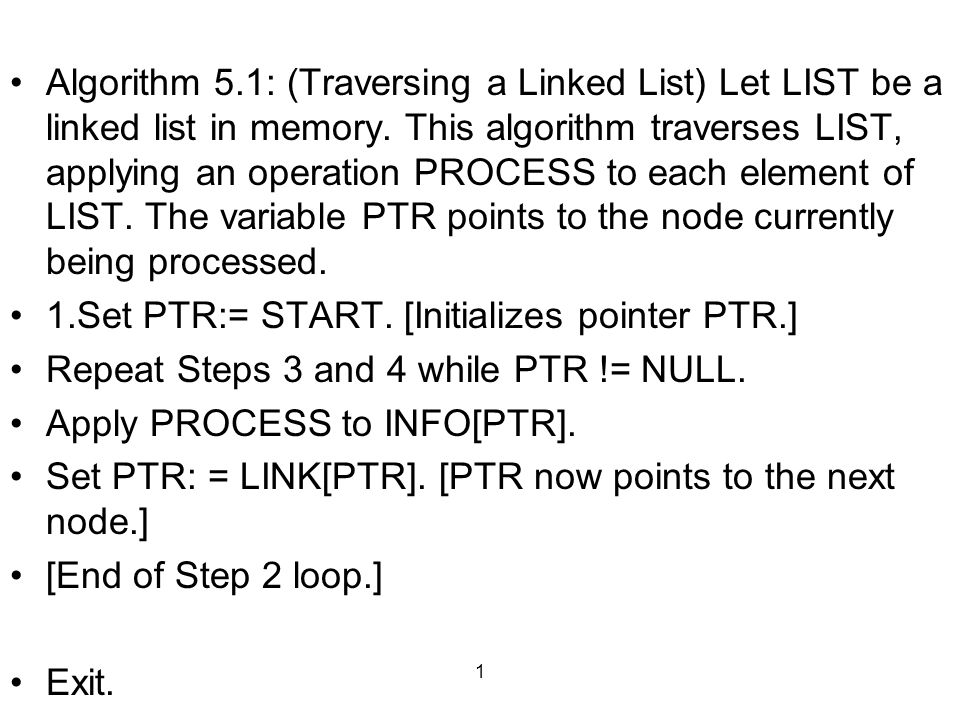 • Algorithm 5.1: (Traversing a Linked List) Let LIST be a
linked list in memory. This algorithm traverses LIST,
applying an operation PROCESS to each element of
LIST. The variable PTR points to the node currently
being processed.
• 1.Set PTR:= START. [Initializes pointer PTR.]
• Repeat Steps 3 and 4 while PTR != NULL.
• Apply PROCESS to INFO[PTR].
• Set PTR: = LINK[PTR]. [PTR now points to the next
node.]
• [End of Step 2 loop.]
• Exit.
1